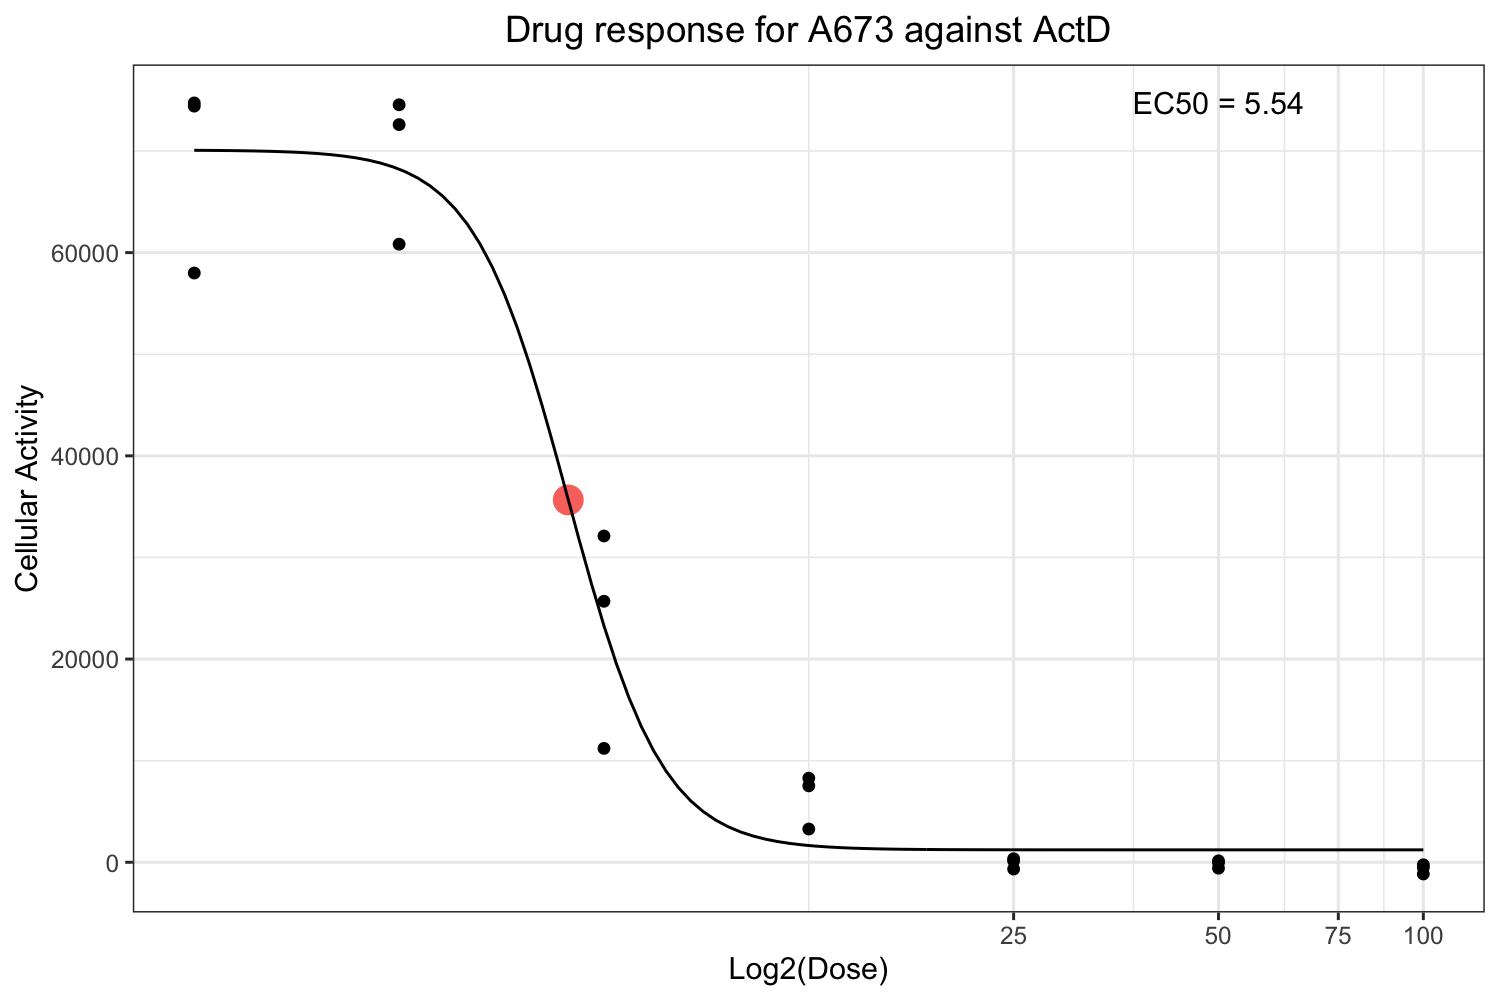 Drug response for A673 against ActD
EC50 = 5.54
60000
40000
20000
0
Cellular Activity
25 50 75 100
Log2(Dose)